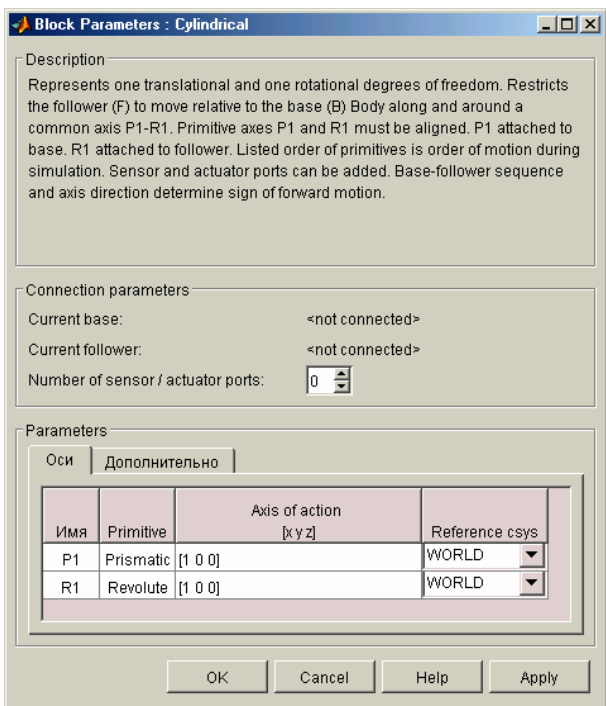 Block Parameters : Cylindrical
Description
Represents one translational and one rotational degrees of freedom. Restricts
the follower (F) to move relative to the base (B) Body along and around a
common axis P1-R1. Primitive axes P1 and R1 must be aligned. P1 attached to
base. R1 attached to follower. Listed order of primitives is order of motion during
simulation. Sensor and actuator ports can be added. Base-follower sequence
and axis direction determine sign of forward motion.
Connection parameters
Current base: <not connected>
Current follower: <not connected>
Number of sensor / actuator ports: 0
Parameters
Оси Дополнительно
Имя Primitive Axis of action [x y z] Reference csys
P1 Prismatic [1 0 0] WORLD
R1 Revolute [1 0 0] WORLD
OK Cancel Help Apply